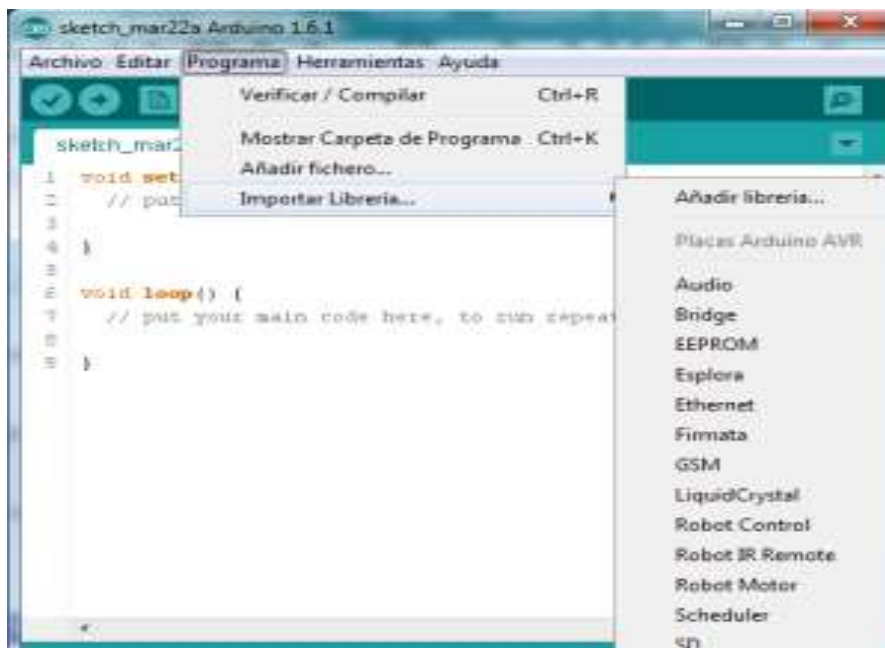 sketch_mar22a Arduino 1.6.1
Archivo Editar Programa Herramientas Ayuda
Verificar / Compilar Ctrl+R
Mostrar Carpeta de Programa Ctrl+K
Añadir fichero...
Importar Librería...
sketch_mar2
1 void set
2 // put
3
4 }
5
6 void loop() {
7 // put your main code here, to run repeat
8
9 }
Añadir librería...
Placas Arduino AVR
Audio
Bridge
EEPROM
Esplora
Ethernet
Firmata
GSM
LiquidCrystal
Robot Control
Robot IR Remote
Robot Motor
Scheduler
SD